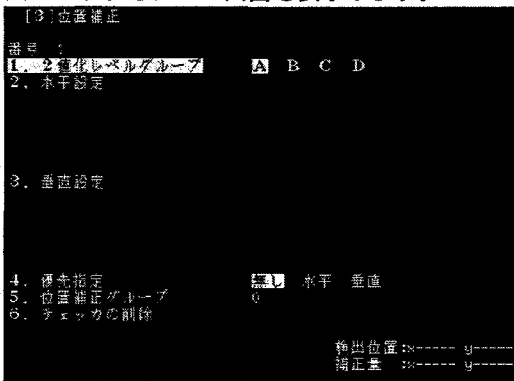 [3]位置補正
番号 : 1
1. 2値化レベルグループ A B C D
2. 水平設定
3. 垂直設定
4. 優先指定 無し 水平 垂直
5. 位置補正グループ 0
6. チェッカの削除
検出位置:x----- y-----
補正量 :x----- y-----